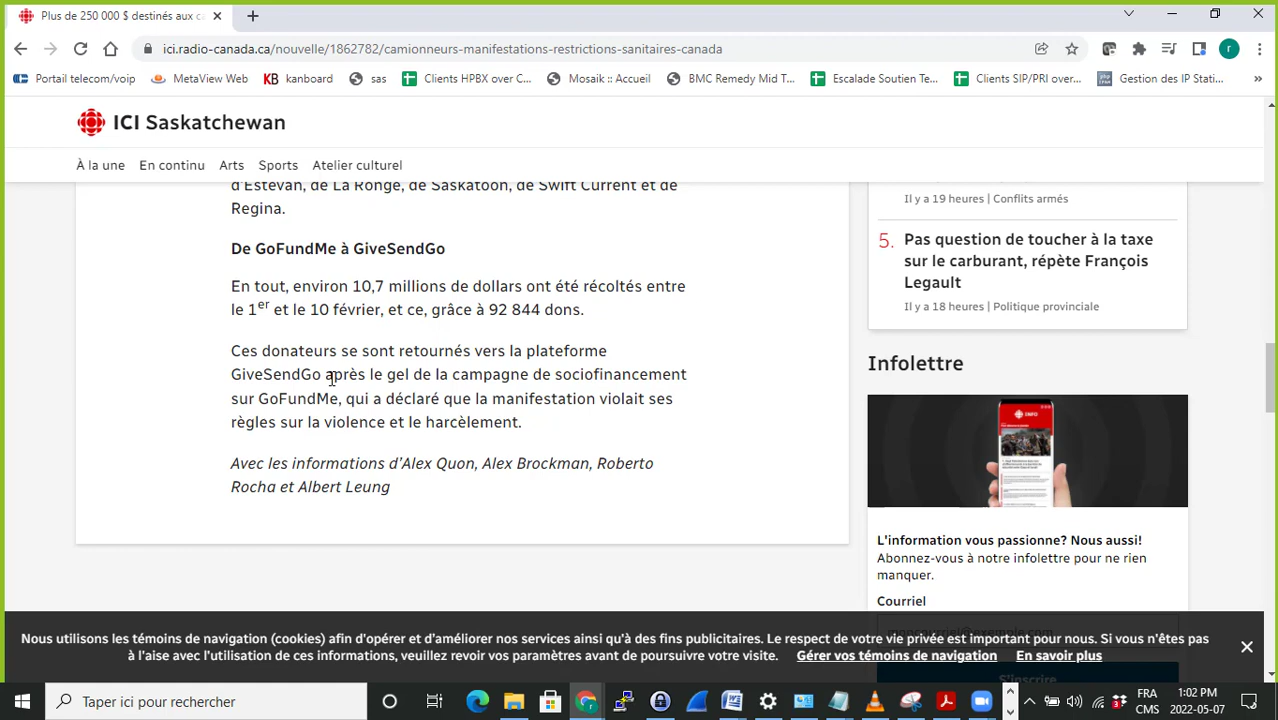 Plus de 250 000 $ destinés aux ca
ici.radio-canada.ca/nouvelle/1862782/camionneurs-manifestations-restrictions-sanitaires-canada
r
Portail telecom/voip
MetaView Web
KB kanboard
sas
Clients HPBX over C...
Mosaik :: Accueil
BMC Remedy Mid T...
Escalade Soutien Te...
Clients SIP/PRI over...
Gestion des IP Stati...
»
ICI Saskatchewan
À la une
En continu
Arts
Sports
Atelier culturel
d'Estevan, de La Ronge, de Saskatoon, de Swift Current et de
Regina.
De GoFundMe à GiveSendGo
En tout, environ 10,7 millions de dollars ont été récoltés entre
le 1er et le 10 février, et ce, grâce à 92 844 dons.
Ces donateurs se sont retournés vers la plateforme
GiveSendGo après le gel de la campagne de sociofinancement
sur GoFundMe, qui a déclaré que la manifestation violait ses
règles sur la violence et le harcèlement.
Avec les informations d'Alex Quon, Alex Brockman, Roberto
Rocha et Albert Leung
Il y a 19 heures | Conflits armés
5. Pas question de toucher à la taxe
sur le carburant, répète François
Legault
Il y a 18 heures | Politique provinciale
Infolettre
INFO
L'information vous passionne? Nous aussi!
Abonnez-vous à notre infolettre pour ne rien
manquer.
Courriel
S'inscrire
Nous utilisons les témoins de navigation (cookies) afin d'opérer et d'améliorer nos services ainsi qu'à des fins publicitaires. Le respect de votre vie privée est important pour nous. Si vous n'êtes pas
à l'aise avec l'utilisation de ces informations, veuillez revoir vos paramètres avant de poursuivre votre visite. Gérer vos témoins de navigation En savoir plus
Taper ici pour rechercher
FRA
CMS
1:02 PM
2022-05-07